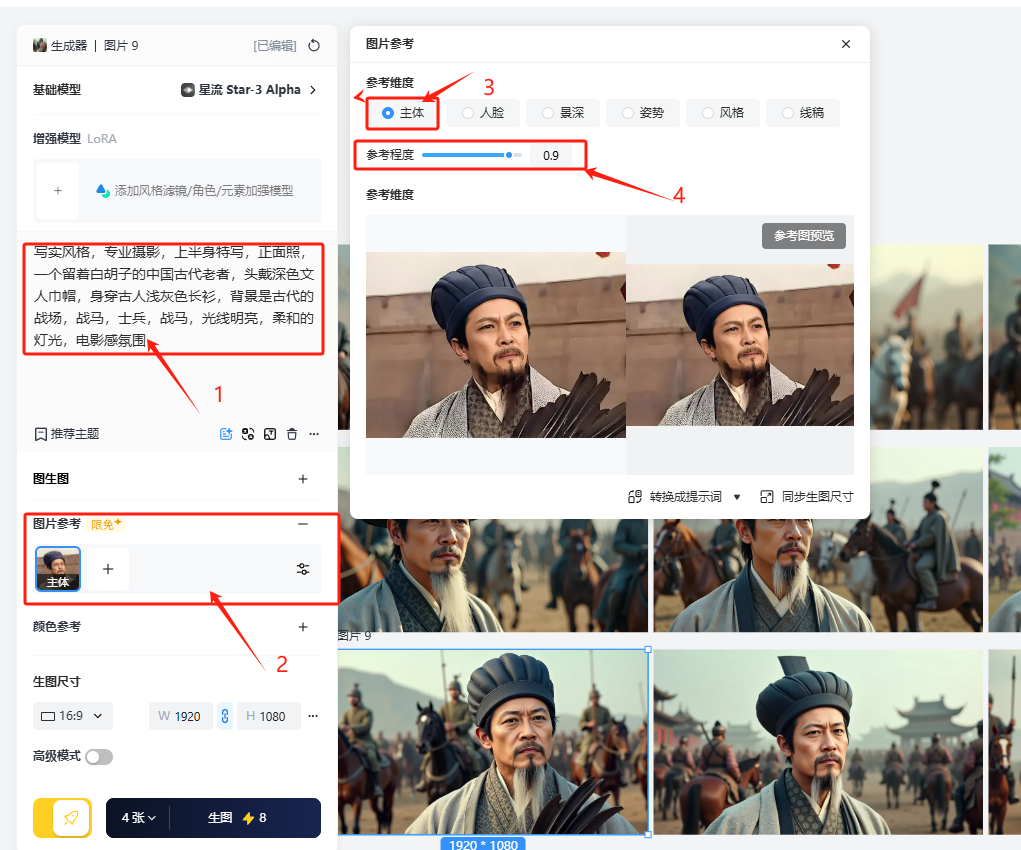 生成器 | 图片 9
[已编辑]
基础模型
星流 Star-3 Alpha
增强模型 LoRA
+
添加风格滤镜/角色/元素加强模型
写实风格，专业摄影，上半身特写，正面照，
一个留着白胡子的中国古代老者，头戴深色文
人巾帽，身穿古人浅灰色长衫，背景是古代的
战场，战马，士兵，战马，光线明亮，柔和的
灯光，电影感氛围
1
推荐主题
图生图
图片参考 限免
主体
2
颜色参考
生图尺寸
16:9
W 1920
H 1080
高级模式
4 张
生图 8
图片参考
参考维度
3
主体
人脸
景深
姿势
风格
线稿
参考程度
0.9
4
参考维度
参考图预览
转换成提示词
同步生图尺寸
图片 9
1920 * 1080